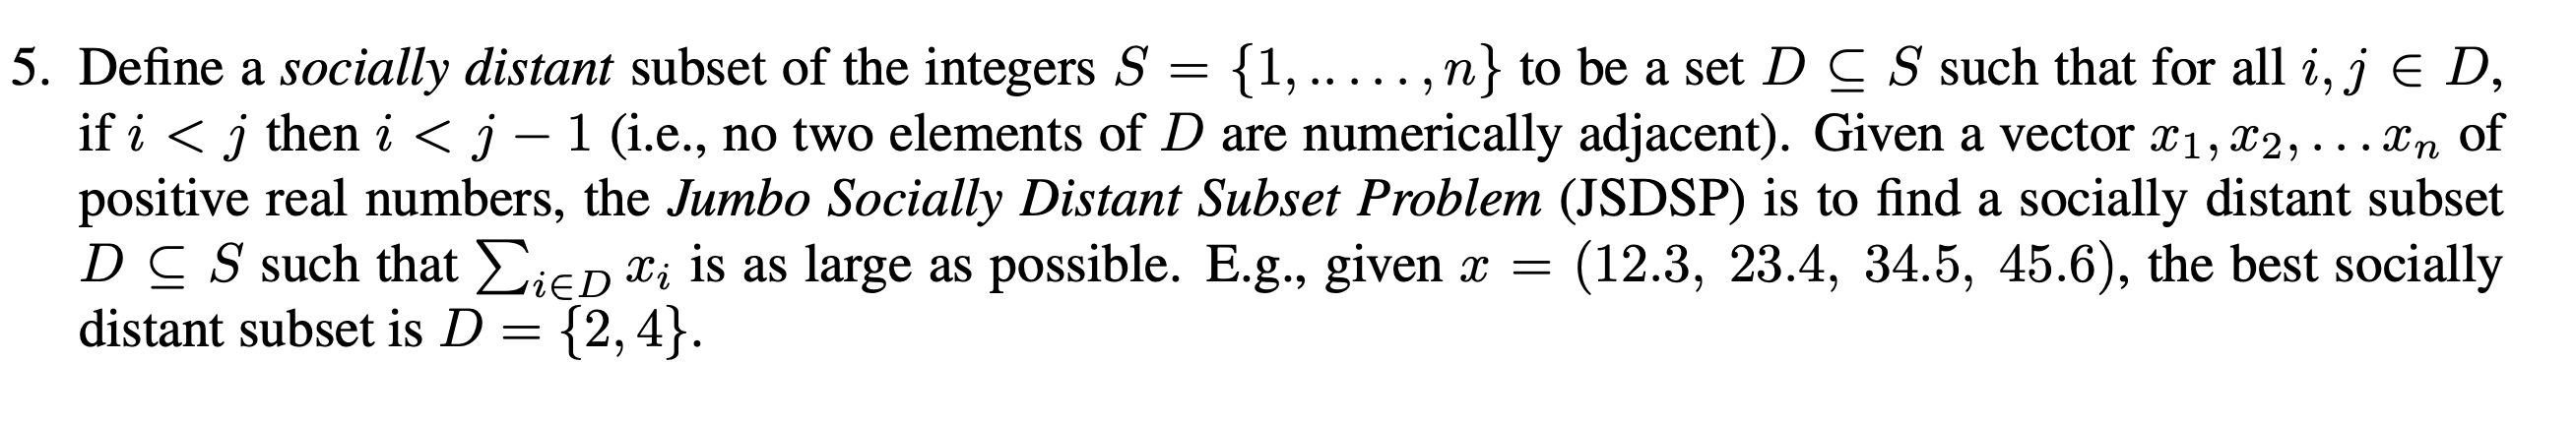 5. Define a socially distant subset of the integers S = {1, .. . . . , n} to be a set D ⊆ S such that for all i, j ∈ D,
if i < j then i < j − 1 (i.e., no two elements of D are numerically adjacent). Given a vector x₁, x₂, . . . xₙ of
positive real numbers, the Jumbo Socially Distant Subset Problem (JSDSP) is to find a socially distant subset
D ⊆ S such that ∑ᵢ∈D xᵢ is as large as possible. E.g., given x = (12.3, 23.4, 34.5, 45.6), the best socially
distant subset is D = {2, 4}.